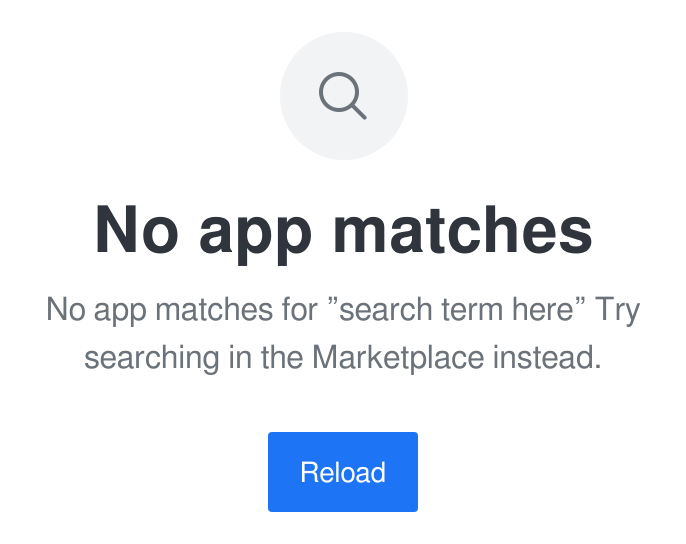 No app matches
No app matches for ”search term here” Try
searching in the Marketplace instead.
Reload